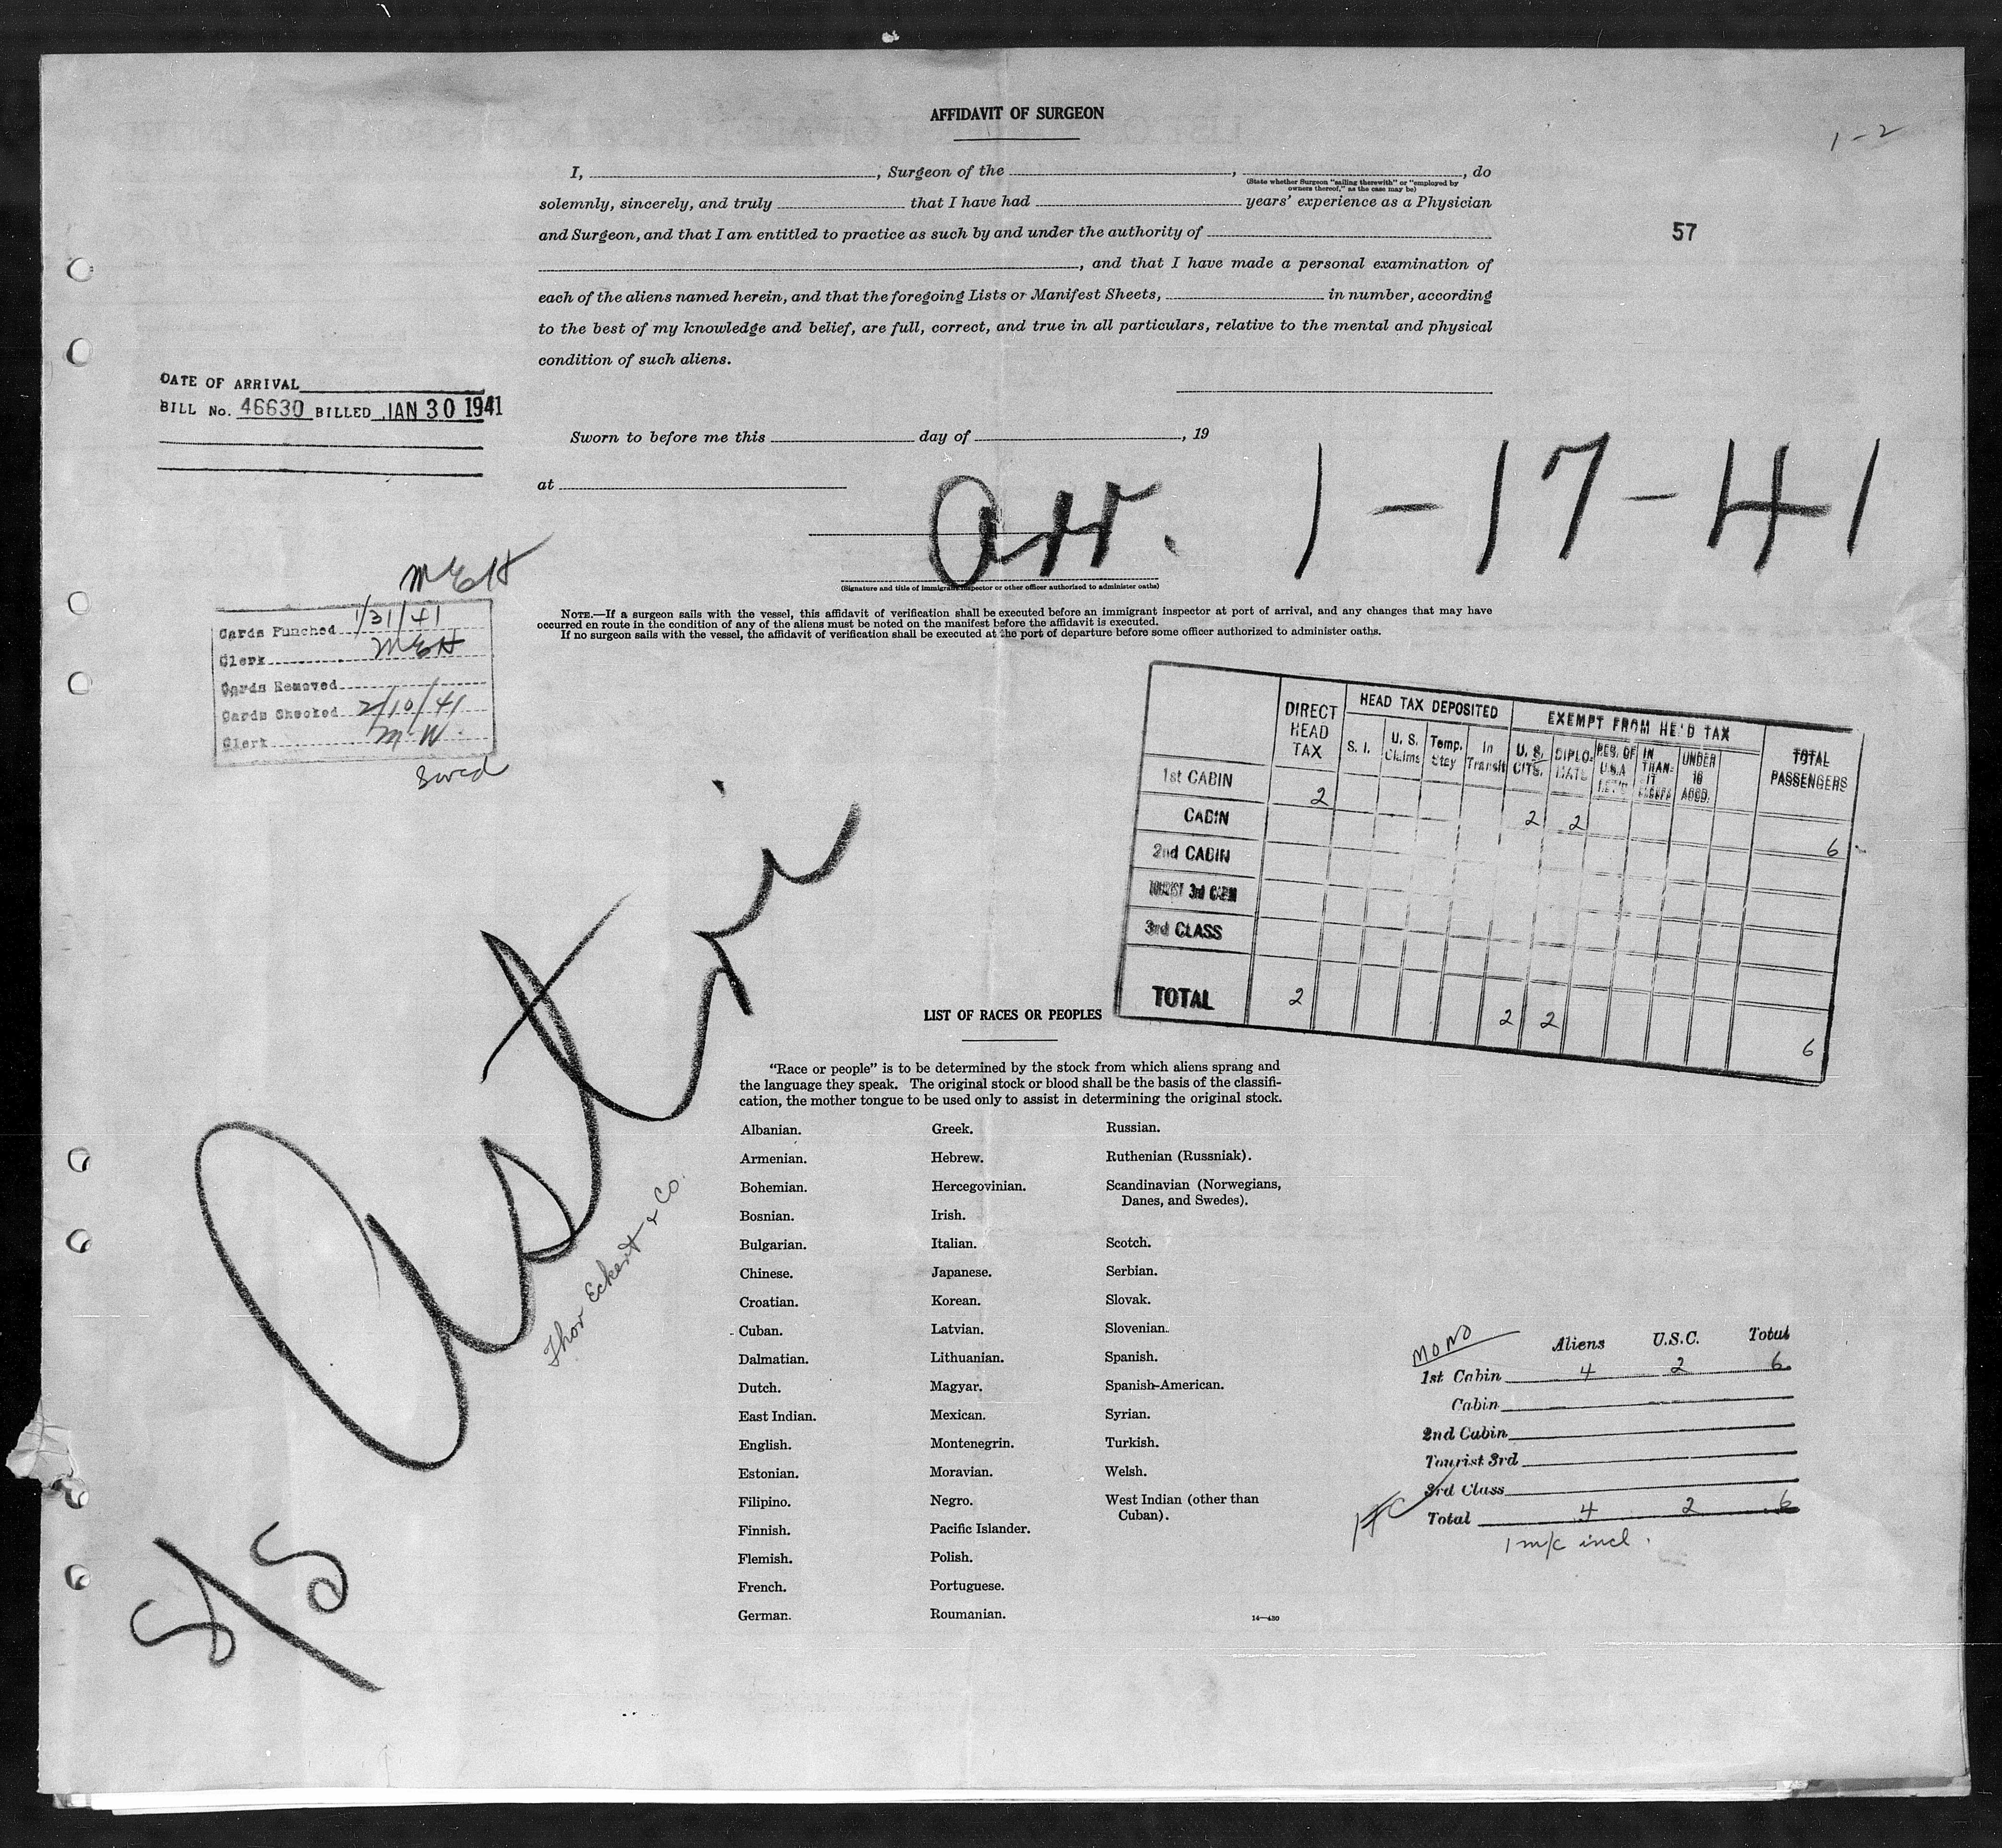 AFFIDAVIT OF SURGEON
1-2
I, , Surgeon of the , , do
(State whether Surgeon "sailing therewith" or "employed by owners thereof," as the case may be)
solemnly, sincerely, and truly that I have had years' experience as a Physician
and Surgeon, and that I am entitled to practice as such by and under the authority of
57
, and that I have made a personal examination of
each of the aliens named herein, and that the foregoing Lists or Manifest Sheets, in number, according
to the best of my knowledge and belief, are full, correct, and true in all particulars, relative to the mental and physical
condition of such aliens.
DATE OF ARRIVAL
BILL No. 46630 BILLED JAN 30 1941
Sworn to before me this day of , 19
at
arr. 1-17-41
(Signature and title of immigrant inspector or other officer authorized to administer oaths)
NOTE.—If a surgeon sails with the vessel, this affidavit of verification shall be executed before an immigrant inspector at port of arrival, and any changes that may have
occurred en route in the condition of any of the aliens must be noted on the manifest before the affidavit is executed.
If no surgeon sails with the vessel, the affidavit of verification shall be executed at the port of departure before some officer authorized to administer oaths.
MEH
Cards Punched 1/31/41
Clerk MEH
Cards Removed
Cards Checked 2/10/41
Clerk M.W.
Swed
DIRECT HEAD TAX HEAD TAX DEPOSITED EXEMPT FROM HE'D TAX TOTAL PASSENGERS
S. I. U. S. Claims Temp. Stay In Transit U. S. CITS. DIPLO- MATS RES. OF U.S.A. IN TRAN- IT UNDER 16 ACCD.
1st CABIN 2 2 2 6
CABIN
2nd CABIN
TOURIST 3rd CABIN
3rd CLASS
TOTAL 2 2 2 6
S/S Astri
Thor Eckert & Co.
LIST OF RACES OR PEOPLES
"Race or people" is to be determined by the stock from which aliens sprang and
the language they speak. The original stock or blood shall be the basis of the classifi-
cation, the mother tongue to be used only to assist in determining the original stock.
Albanian. Greek. Russian.
Armenian. Hebrew. Ruthenian (Russniak).
Bohemian. Hercegovinian. Scandinavian (Norwegians,
Danes, and Swedes).
Bosnian. Irish.
Bulgarian. Italian. Scotch.
Chinese. Japanese. Serbian.
Croatian. Korean. Slovak.
Cuban. Latvian. Slovenian.
Dalmatian. Lithuanian. Spanish.
Dutch. Magyar. Spanish-American.
East Indian. Mexican. Syrian.
English. Montenegrin. Turkish.
Estonian. Moravian. Welsh.
Filipino. Negro. West Indian (other than
Cuban).
Finnish. Pacific Islander.
Flemish. Polish.
French. Portuguese.
German. Roumanian.
14—430
MOMO
Aliens U.S.C. Total
1st Cabin 4 2 6
Cabin
2nd Cabin
Tourist 3rd
3rd Class
Total 4 2 6
1 m/c incl.